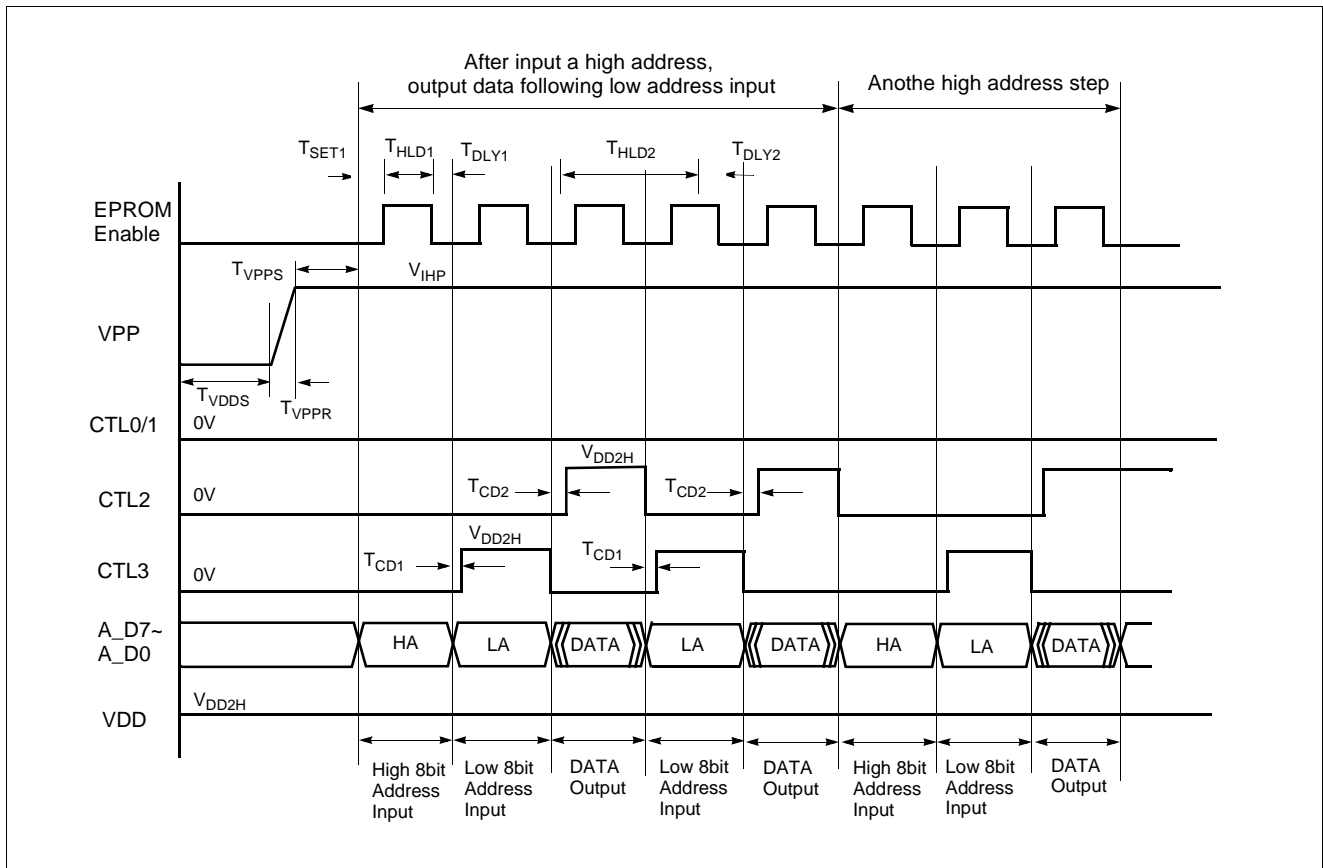 After input a high address,
output data following low address input
Anothe high address step
TSET1
THLD1
TDLY1
THLD2
TDLY2
EPROM
Enable
TVPPS
VIHP
VPP
TVDDS
TVPPR
CTL0/1
0V
VDD2H
CTL2
0V
TCD2
TCD2
VDD2H
CTL3
0V
TCD1
TCD1
A_D7~
A_D0
HA
LA
DATA
LA
DATA
HA
LA
DATA
VDD
VDD2H
High 8bit
Address
Input
Low 8bit
Address
Input
DATA
Output
Low 8bit
Address
Input
DATA
Output
High 8bit
Address
Input
Low 8bit
Address
Input
DATA
Output